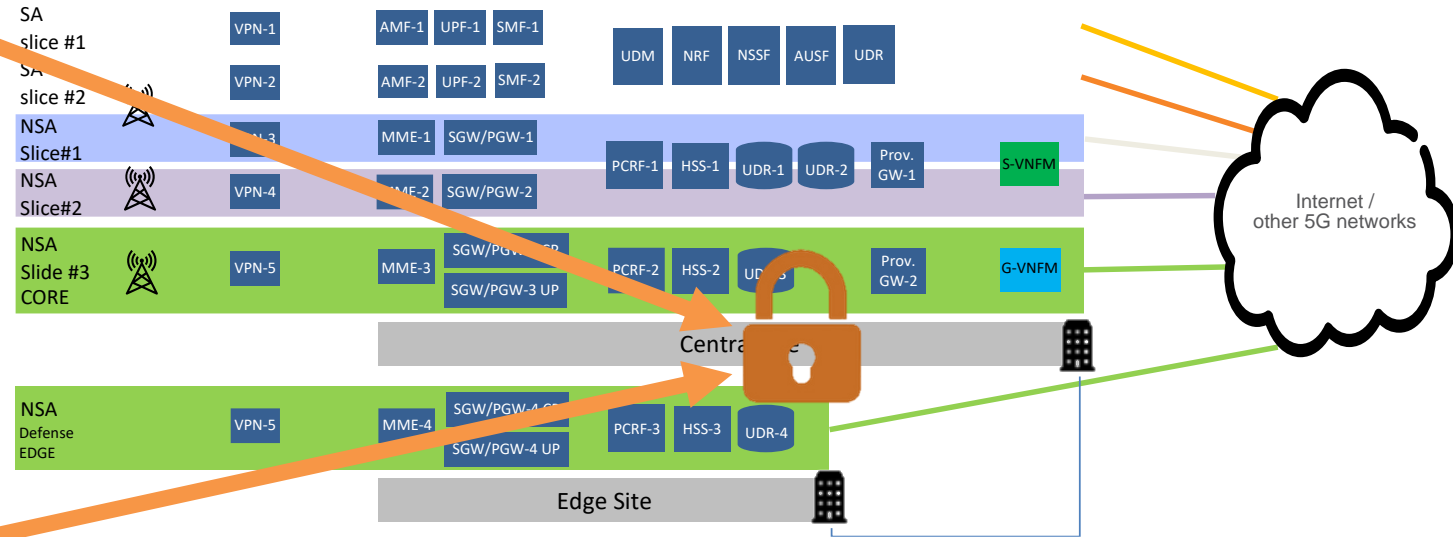 SA
slice #1
VPN-1
AMF-1
UPF-1
SMF-1
UDM
NRF
NSSF
AUSF
UDR
SA
slice #2
VPN-2
AMF-2
UPF-2
SMF-2
NSA
Slice#1
MME-1
SGW/PGW-1
PCRF-1
HSS-1
UDR-1
UDR-2
Prov.
GW-1
S-VNFM
NSA
Slice#2
VPN-4
SGW/PGW-2
Internet /
other 5G networks
NSA
Slide #3
CORE
VPN-5
MME-3
SGW/PGW-3 UP
PCRF-2
HSS-2
Prov.
GW-2
G-VNFM
NSA
Defense
EDGE
VPN-5
MME-4
SGW/PGW-4
SGW/PGW-4 UP
PCRF-3
HSS-3
UDR-4
Edge Site